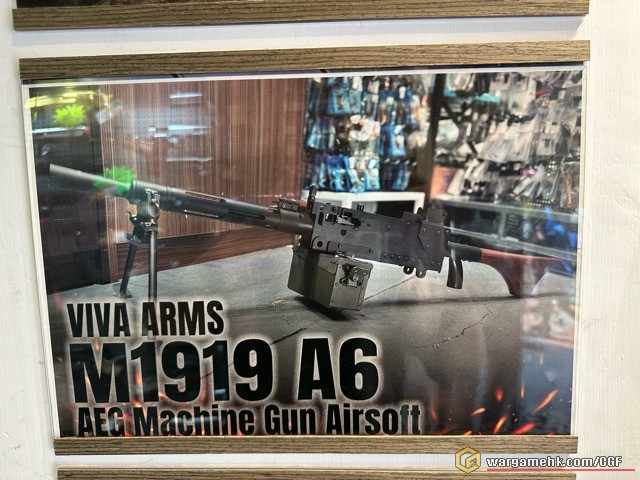 VIVA ARMS
M1919 A6
AEG Machine Gun Airsoft
wargamehk.com/CGF